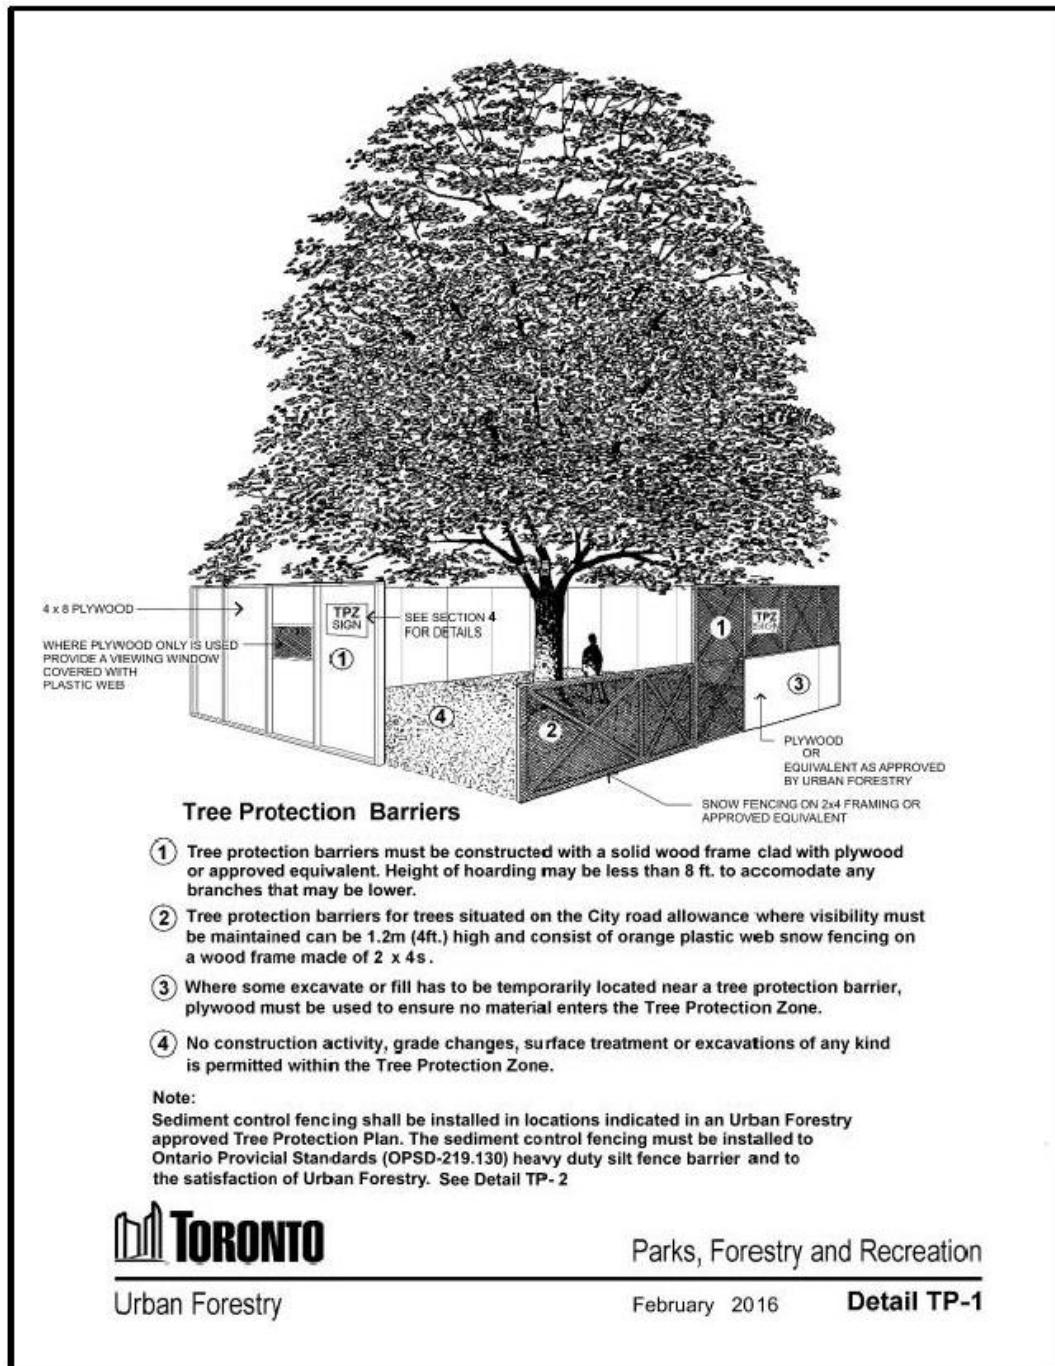 4 x 8 PLYWOOD
WHERE PLYWOOD ONLY IS USED
PROVIDE A VIEWING WINDOW
COVERED WITH
PLASTIC WEB
TPZ
SIGN
SEE SECTION 4
FOR DETAILS
1
4
2
1
TPZ
SIGN
3
PLYWOOD
OR
EQUIVALENT AS APPROVED
BY URBAN FORESTRY
SNOW FENCING ON 2x4 FRAMING OR
APPROVED EQUIVALENT
Tree Protection Barriers
1 Tree protection barriers must be constructed with a solid wood frame clad with plywood
or approved equivalent. Height of hoarding may be less than 8 ft. to accomodate any
branches that may be lower.
2 Tree protection barriers for trees situated on the City road allowance where visibility must
be maintained can be 1.2m (4ft.) high and consist of orange plastic web snow fencing on
a wood frame made of 2 x 4s.
3 Where some excavate or fill has to be temporarily located near a tree protection barrier,
plywood must be used to ensure no material enters the Tree Protection Zone.
4 No construction activity, grade changes, surface treatment or excavations of any kind
is permitted within the Tree Protection Zone.
Note:
Sediment control fencing shall be installed in locations indicated in an Urban Forestry
approved Tree Protection Plan. The sediment control fencing must be installed to
Ontario Provicial Standards (OPSD-219.130) heavy duty silt fence barrier and to
the satisfaction of Urban Forestry. See Detail TP- 2
TORONTO
Parks, Forestry and Recreation
Urban Forestry
February 2016 Detail TP-1